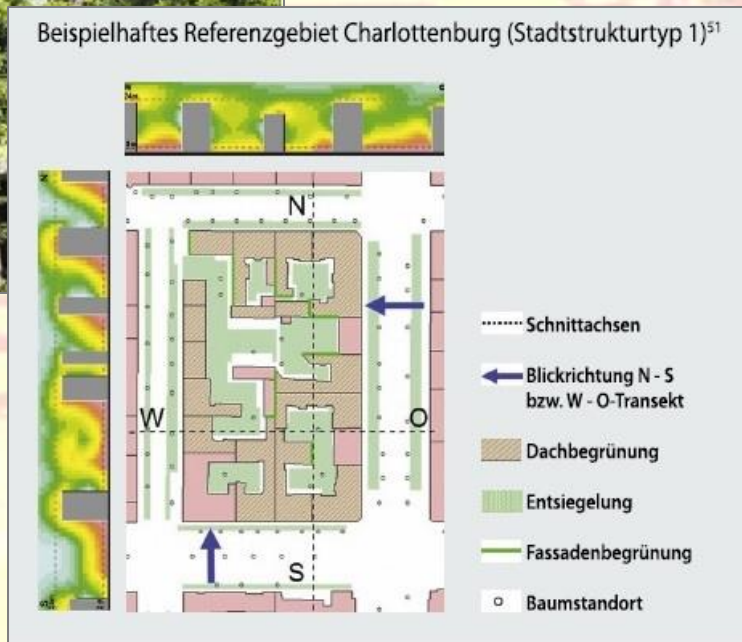 Beispielhaftes Referenzgebiet Charlottenburg (Stadtstrukturtyp 1)⁵¹
N
W
O
S
Schnittachsen
Blickrichtung N - S
bzw. W - O-Transekt
Dachbegrünung
Entsiegelung
Fassadenbegrünung
Baumstandort